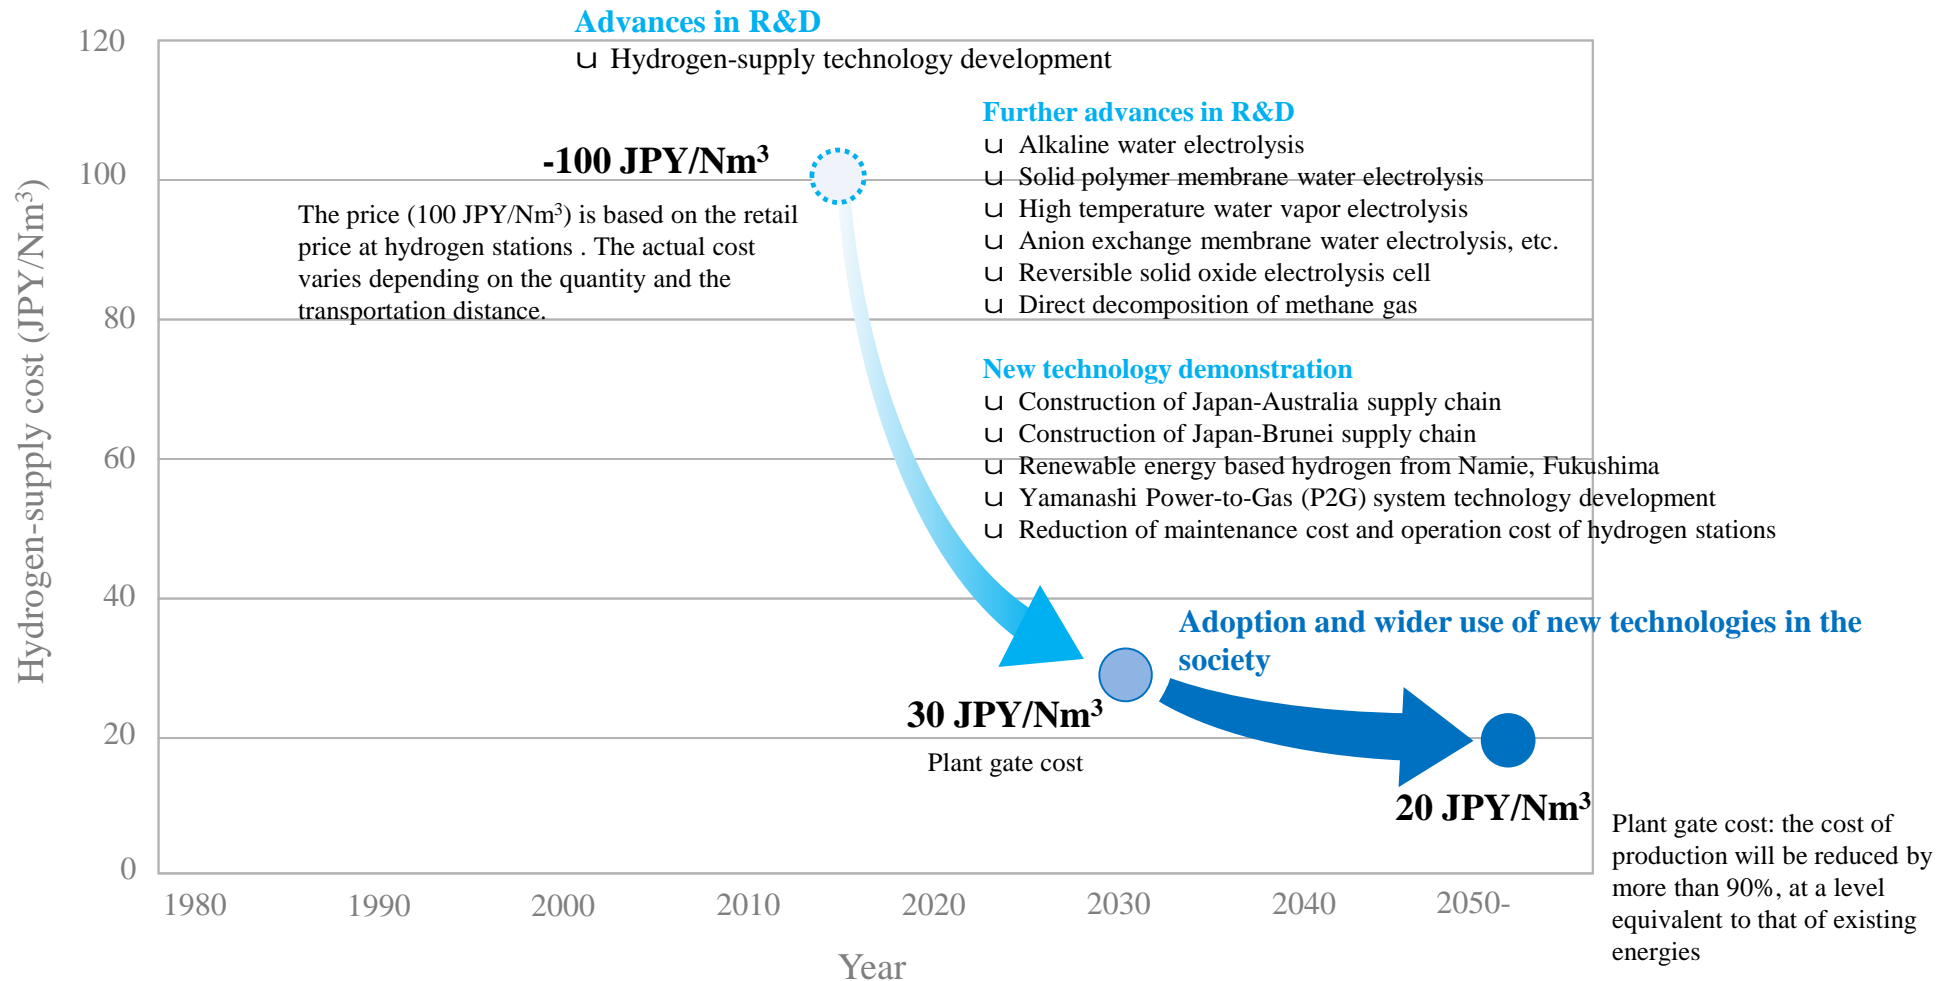 Advances in R&D
u Hydrogen-supply technology development
120
100
80
60
40
20
0
Hydrogen-supply cost (JPY/Nm³)
-100 JPY/Nm³
The price (100 JPY/Nm³) is based on the retail
price at hydrogen stations . The actual cost
varies depending on the quantity and the
transportation distance.
Further advances in R&D
u Alkaline water electrolysis
u Solid polymer membrane water electrolysis
u High temperature water vapor electrolysis
u Anion exchange membrane water electrolysis, etc.
u Reversible solid oxide electrolysis cell
u Direct decomposition of methane gas
New technology demonstration
u Construction of Japan-Australia supply chain
u Construction of Japan-Brunei supply chain
u Renewable energy based hydrogen from Namie, Fukushima
u Yamanashi Power-to-Gas (P2G) system technology development
u Reduction of maintenance cost and operation cost of hydrogen stations
Adoption and wider use of new technologies in the
society
30 JPY/Nm³
Plant gate cost
20 JPY/Nm³
Plant gate cost: the cost of
production will be reduced by
more than 90%, at a level
equivalent to that of existing
energies
1980
1990
2000
2010
2020
2030
2040
2050-
Year